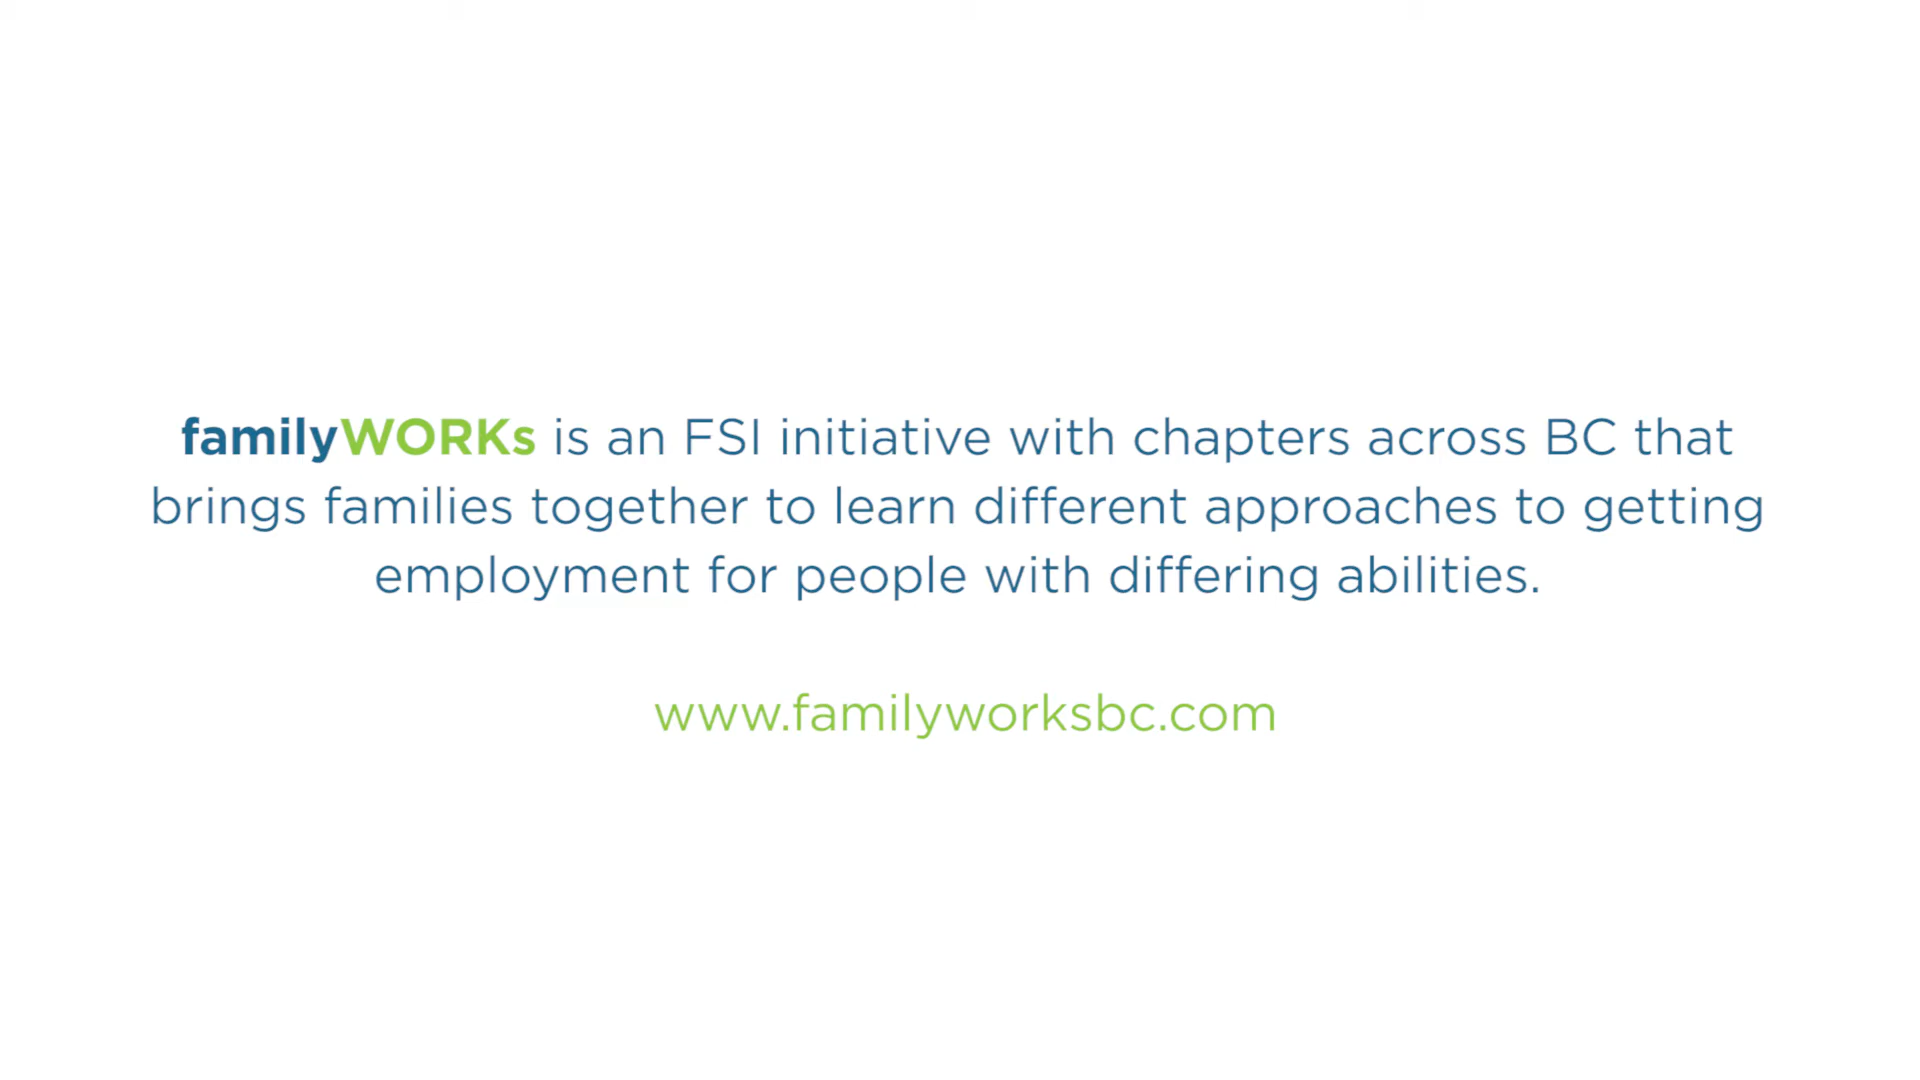 familyWORKs is an FSI initiative with chapters across BC that
brings families together to learn different approaches to getting
employment for people with differing abilities.
www.familyworksbc.com